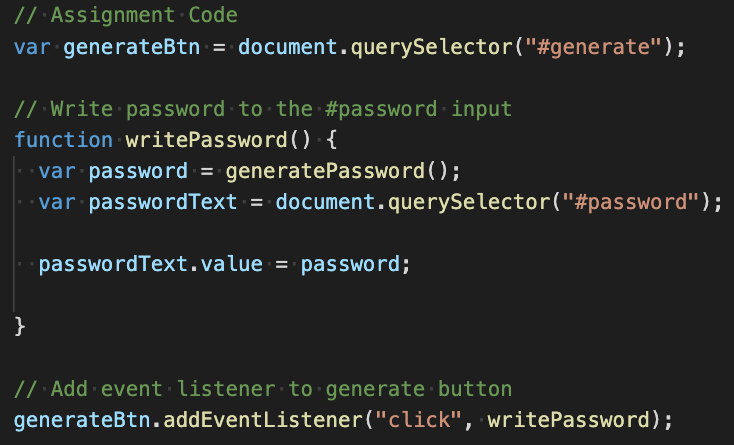 // Assignment Code
var generateBtn = document.querySelector("#generate");
// Write password to the #password input
function writePassword() {
  var password = generatePassword();
  var passwordText = document.querySelector("#password");
  passwordText.value = password;
}
// Add event listener to generate button
generateBtn.addEventListener("click", writePassword);